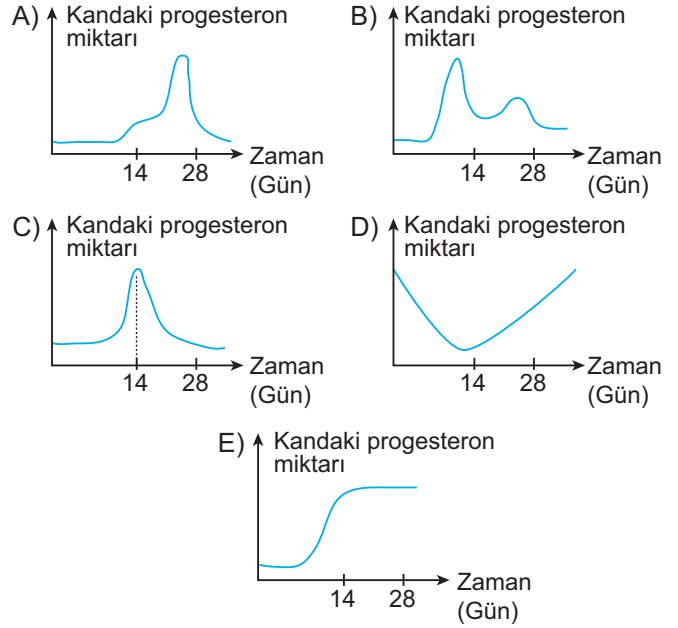 A) Kandaki progesteron
miktarı
14 28 Zaman
(Gün)
B) Kandaki progesteron
miktarı
14 28 Zaman
(Gün)
C) Kandaki progesteron
miktarı
14 28 Zaman
(Gün)
D) Kandaki progesteron
miktarı
14 28 Zaman
(Gün)
E) Kandaki progesteron
miktarı
14 28 Zaman
(Gün)